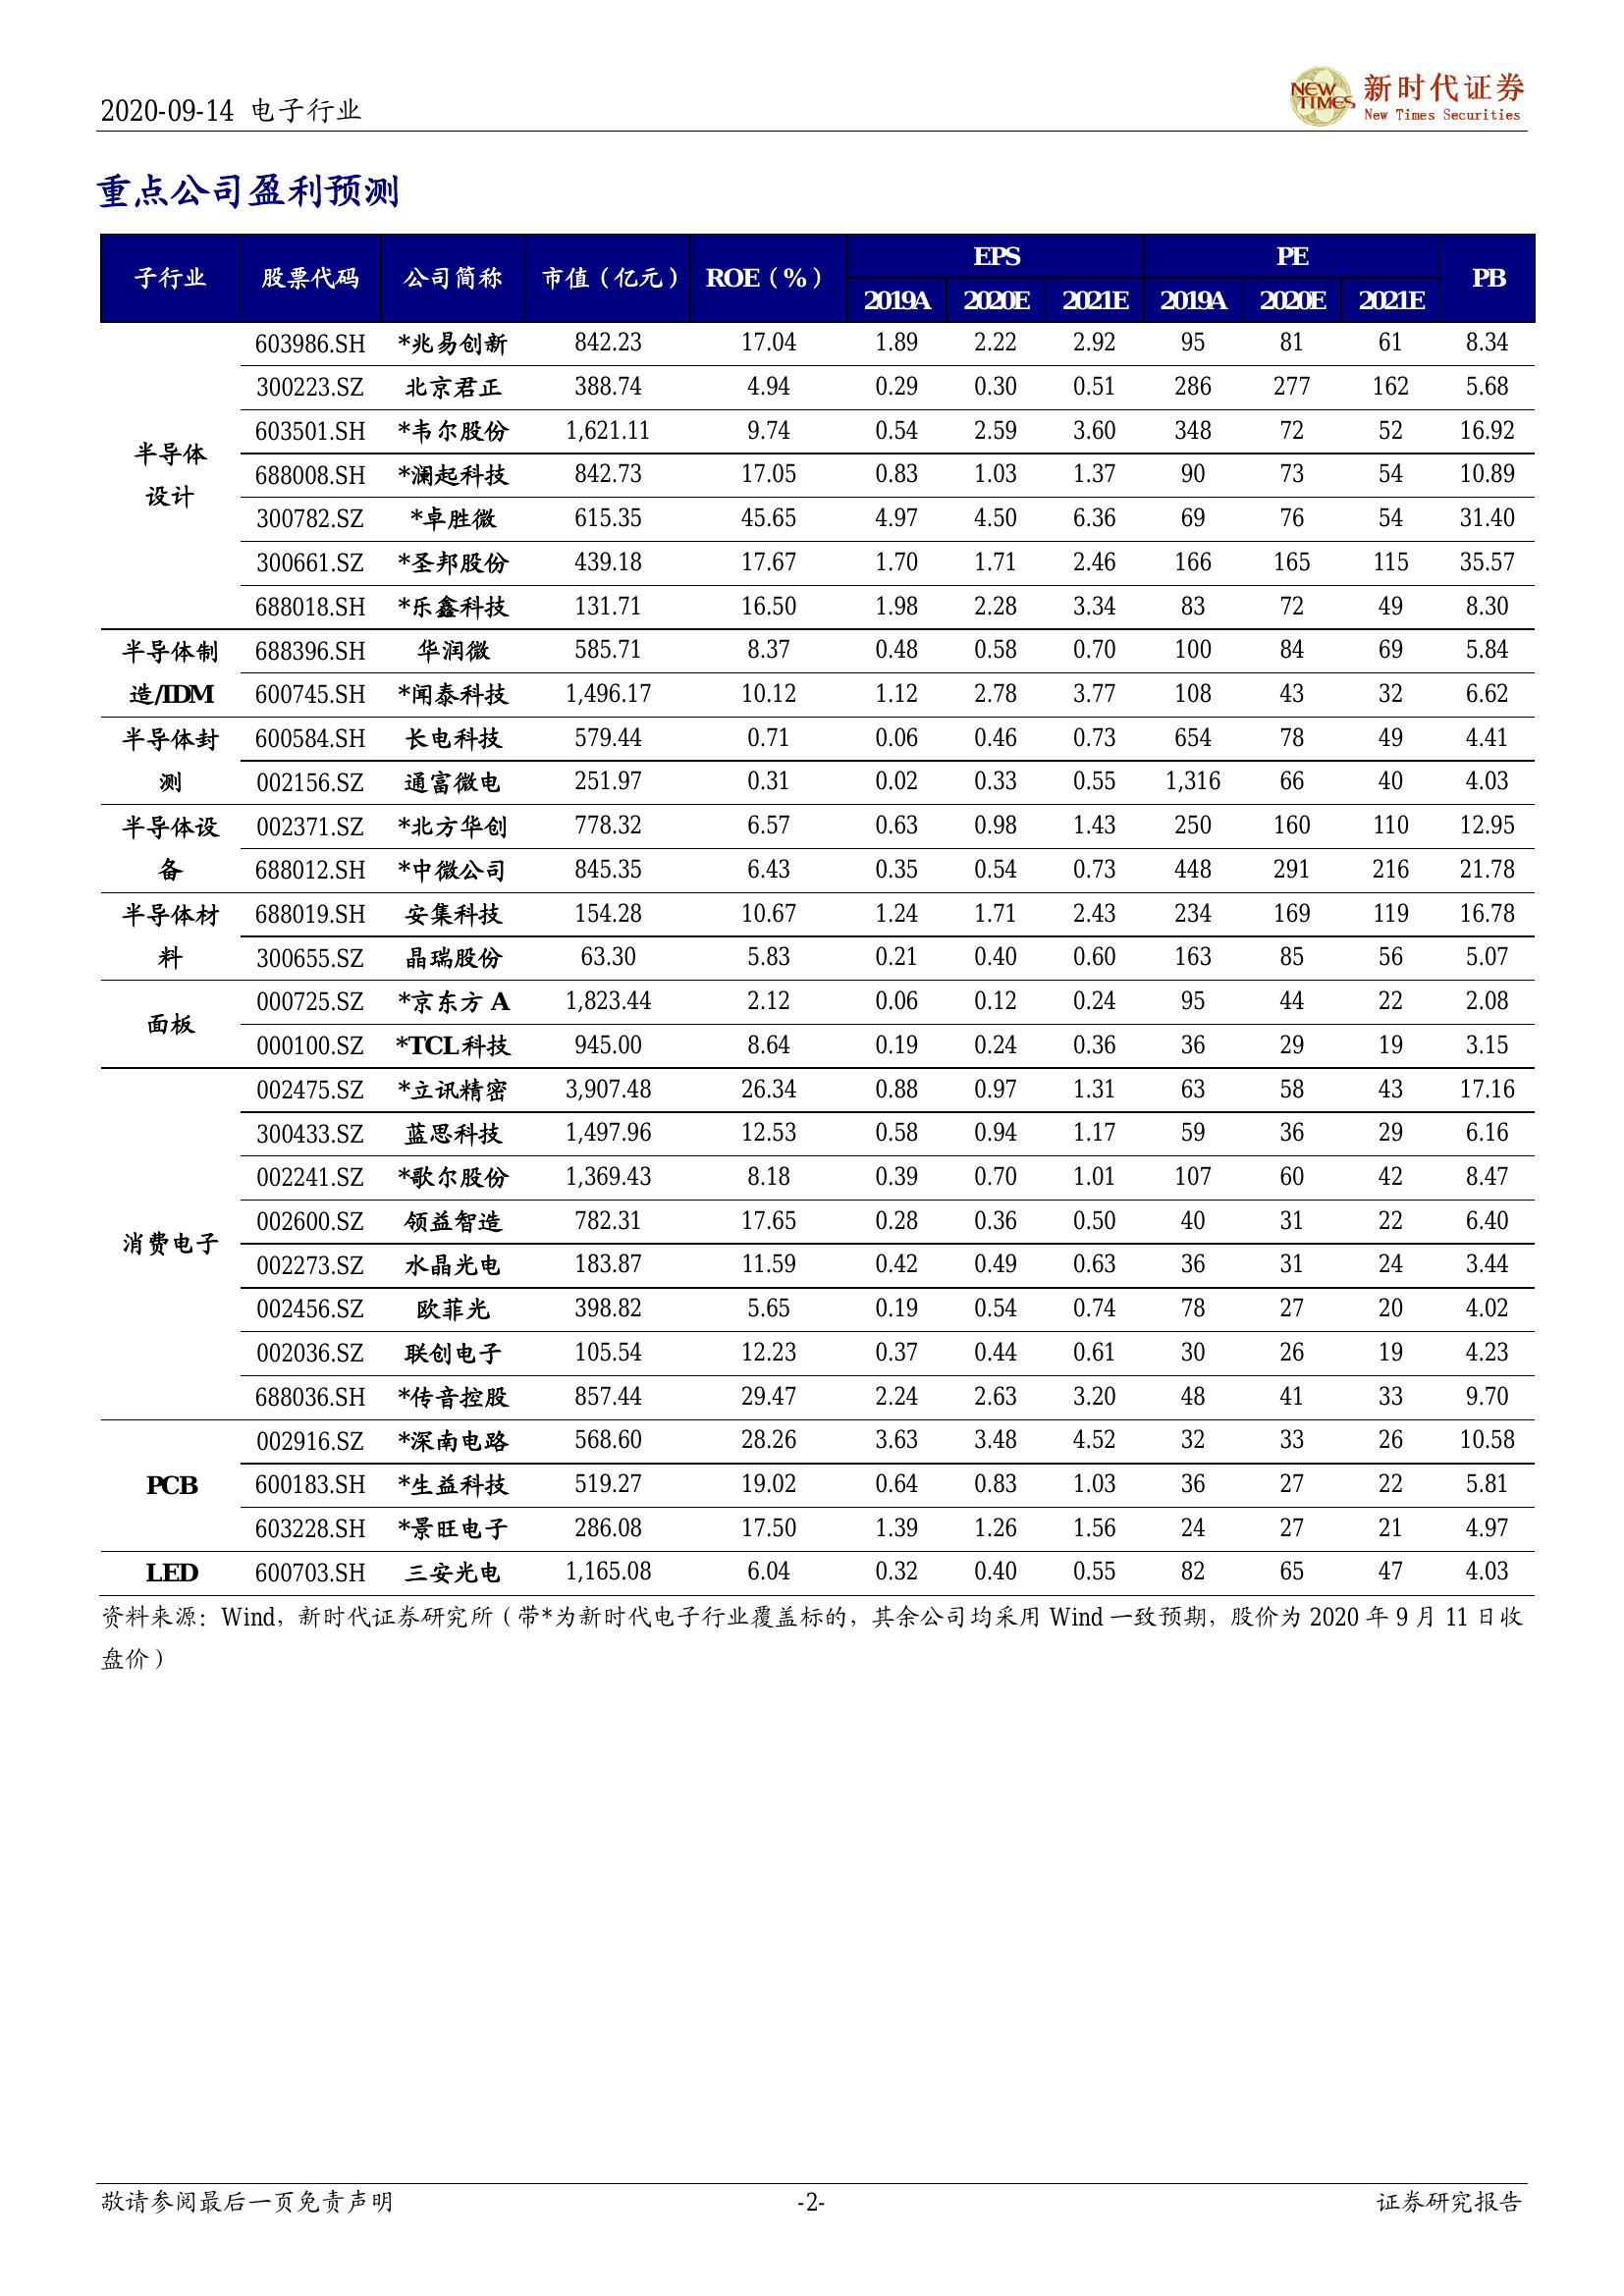 2020-09-14 电子行业
NEW TIMES 新时代证券
New Times Securities
重点公司盈利预测
子行业 股票代码 公司简称 市值（亿元） ROE（%） EPS PE PB
2019A 2020E 2021E 2019A 2020E 2021E
半导体设计 603986.SH *兆易创新 842.23 17.04 1.89 2.22 2.92 95 81 61 8.34
300223.SZ 北京君正 388.74 4.94 0.29 0.30 0.51 286 277 162 5.68
603501.SH *韦尔股份 1,621.11 9.74 0.54 2.59 3.60 348 72 52 16.92
688008.SH *澜起科技 842.73 17.05 0.83 1.03 1.37 90 73 54 10.89
300782.SZ *卓胜微 615.35 45.65 4.97 4.50 6.36 69 76 54 31.40
300661.SZ *圣邦股份 439.18 17.67 1.70 1.71 2.46 166 165 115 35.57
688018.SH *乐鑫科技 131.71 16.50 1.98 2.28 3.34 83 72 49 8.30
半导体制造/IDM 688396.SH 华润微 585.71 8.37 0.48 0.58 0.70 100 84 69 5.84
600745.SH *闻泰科技 1,496.17 10.12 1.12 2.78 3.77 108 43 32 6.62
半导体封测 600584.SH 长电科技 579.44 0.71 0.06 0.46 0.73 654 78 49 4.41
002156.SZ 通富微电 251.97 0.31 0.02 0.33 0.55 1,316 66 40 4.03
半导体设备 002371.SZ *北方华创 778.32 6.57 0.63 0.98 1.43 250 160 110 12.95
688012.SH *中微公司 845.35 6.43 0.35 0.54 0.73 448 291 216 21.78
半导体材料 688019.SH 安集科技 154.28 10.67 1.24 1.71 2.43 234 169 119 16.78
300655.SZ 晶瑞股份 63.30 5.83 0.21 0.40 0.60 163 85 56 5.07
面板 000725.SZ *京东方 A 1,823.44 2.12 0.06 0.12 0.24 95 44 22 2.08
000100.SZ *TCL科技 945.00 8.64 0.19 0.24 0.36 36 29 19 3.15
消费电子 002475.SZ *立讯精密 3,907.48 26.34 0.88 0.97 1.31 63 58 43 17.16
300433.SZ 蓝思科技 1,497.96 12.53 0.58 0.94 1.17 59 36 29 6.16
002241.SZ *歌尔股份 1,369.43 8.18 0.39 0.70 1.01 107 60 42 8.47
002600.SZ 领益智造 782.31 17.65 0.28 0.36 0.50 40 31 22 6.40
002273.SZ 水晶光电 183.87 11.59 0.42 0.49 0.63 36 31 24 3.44
002456.SZ 欧菲光 398.82 5.65 0.19 0.54 0.74 78 27 20 4.02
002036.SZ 联创电子 105.54 12.23 0.37 0.44 0.61 30 26 19 4.23
688036.SH *传音控股 857.44 29.47 2.24 2.63 3.20 48 41 33 9.70
PCB 002916.SZ *深南电路 568.60 28.26 3.63 3.48 4.52 32 33 26 10.58
600183.SH *生益科技 519.27 19.02 0.64 0.83 1.03 36 27 22 5.81
603228.SH *景旺电子 286.08 17.50 1.39 1.26 1.56 24 27 21 4.97
LED 600703.SH 三安光电 1,165.08 6.04 0.32 0.40 0.55 82 65 47 4.03
资料来源：Wind，新时代证券研究所（带*为新时代电子行业覆盖标的，其余公司均采用 Wind 一致预期，股价为 2020 年 9 月 11 日收
盘价）
敬请参阅最后一页免责声明 -2- 证券研究报告